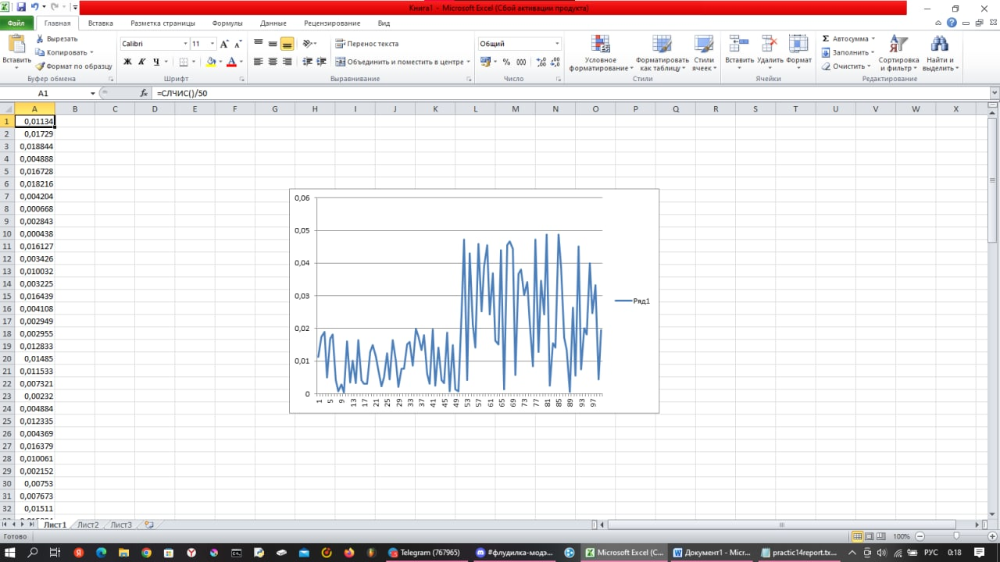 Книга1 - Microsoft Excel (Сбой активации продукта)
Файл Главная Вставка Разметка страницы Формулы Данные Рецензирование Вид
Вставить
Вырезать
Копировать
Формат по образцу
Буфер обмена
Calibri 11
Ж К Ч
Шрифт
Перенос текста
Объединить и поместить в центре
Выравнивание
Общий
% 000
Число
Условное форматирование
Форматировать как таблицу
Стили ячеек
Стили
Вставить Удалить Формат
Ячейки
Автосумма
Заполнить
Очистить
Сортировка и фильтр
Найти и выделить
Редактирование
A1 fx =СЛЧИС()/50
A B C D E F G H I J K L M N O P Q R S T U V W X
1 0,01134
2 0,01729
3 0,018844
4 0,004888
5 0,016728
6 0,018216
7 0,004204
8 0,000668
9 0,002843
10 0,000438
11 0,016127
12 0,003426
13 0,010032
14 0,003225
15 0,016439
16 0,004108
17 0,002949
18 0,002955
19 0,012833
20 0,01485
21 0,011533
22 0,007321
23 0,00232
24 0,004884
25 0,012335
26 0,004369
27 0,016379
28 0,010061
29 0,002152
30 0,00753
31 0,007673
32 0,01511
0,06
0,05
0,04
0,03
0,02
0,01
0
1 5 9 13 17 21 25 29 33 37 41 45 49 53 57 61 65 69 73 77 81 85 89 93 97
Ряд1
Лист1 Лист2 Лист3
Готово 100%
Telegram (767965) #флудилка-модэ... Microsoft Excel (С... Документ1 - Micr... practic14report.tx... РУС 0:18